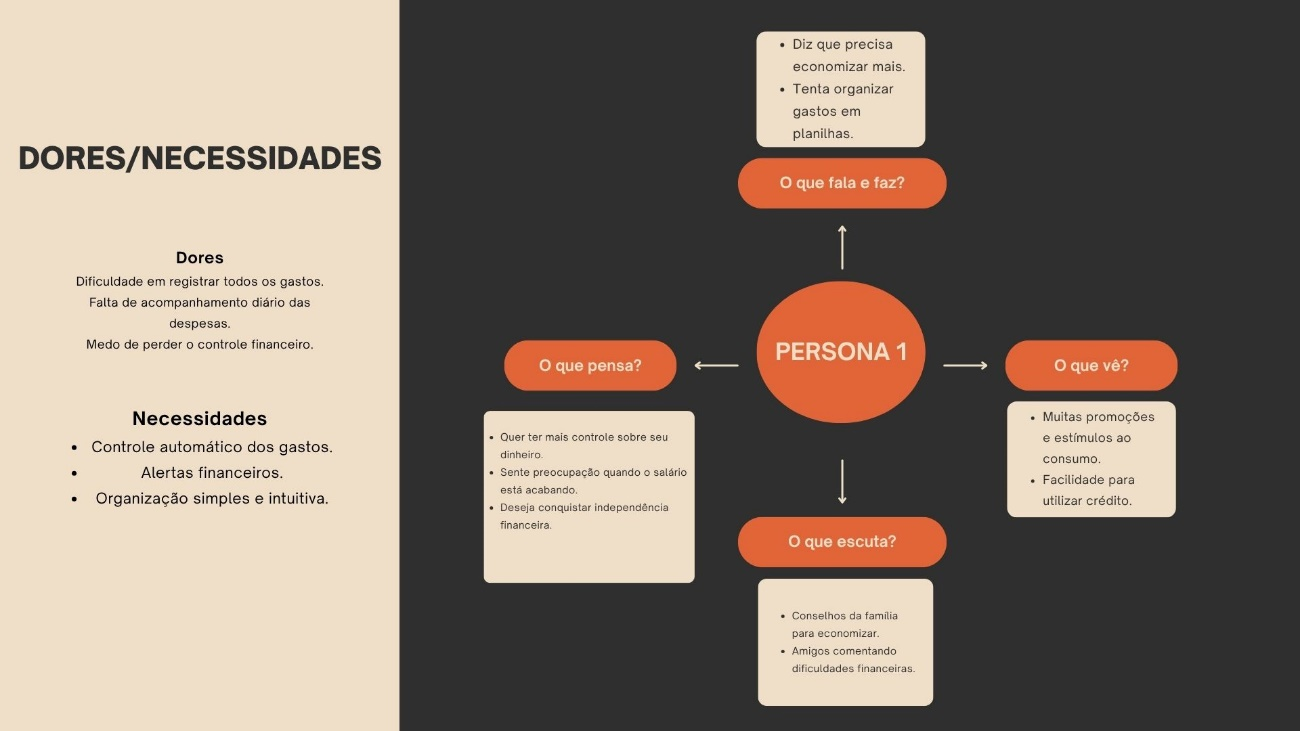 DORES/NECESSIDADES
Dores
Dificuldade em registrar todos os gastos.
Falta de acompanhamento diário das
despesas.
Medo de perder o controle financeiro.
Necessidades
• Controle automático dos gastos.
• Alertas financeiros.
• Organização simples e intuitiva.
• Diz que precisa
economizar mais.
• Tenta organizar
gastos em
planilhas.
O que fala e faz?
PERSONA 1
O que pensa?
• Quer ter mais controle sobre seu
dinheiro.
• Sente preocupação quando o salário
está acabando.
• Deseja conquistar independência
financeira.
O que vê?
• Muitas promoções
e estímulos ao
consumo.
• Facilidade para
utilizar crédito.
O que escuta?
• Conselhos da família
para economizar.
• Amigos comentando
dificuldades financeiras.